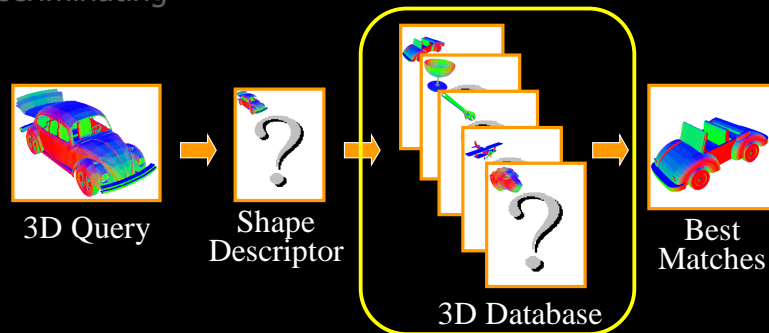 3D Query
Shape
Descriptor
3D Database
Best
Matches